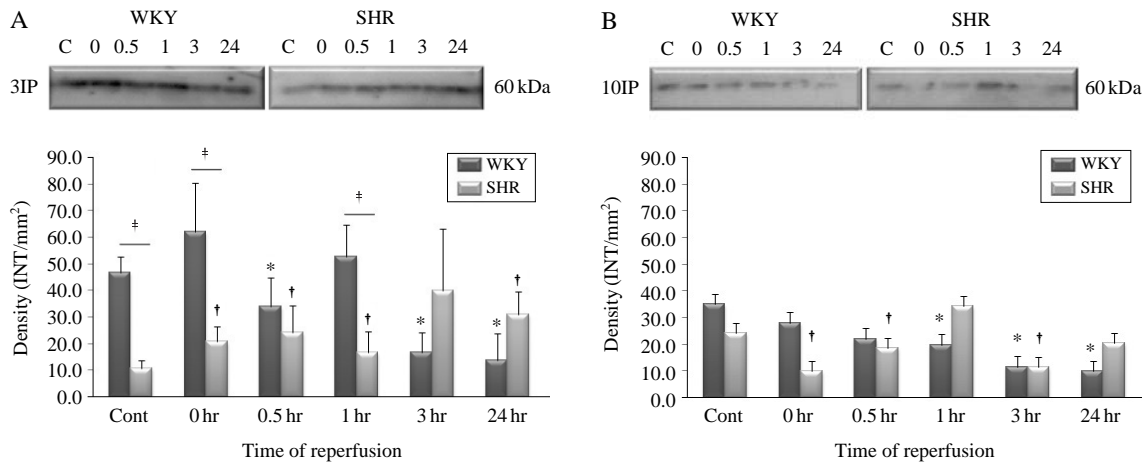 A
WKY SHR
C 0 0.5 1 3 24 C 0 0.5 1 3 24
3IP 60 kDa
90.0
80.0
70.0
60.0
50.0
40.0
30.0
20.0
10.0
0.0
Density (INT/mm²)
WKY
SHR
‡
‡
‡
* † † * * †
†
Cont 0 hr 0.5 hr 1 hr 3 hr 24 hr
Time of reperfusion
B
WKY SHR
C 0 0.5 1 3 24 C 0 0.5 1 3 24
10IP 60 kDa
90.0
80.0
70.0
60.0
50.0
40.0
30.0
20.0
10.0
0.0
Density (INT/mm²)
WKY
SHR
† † * * † *
Cont 0 hr 0.5 hr 1 hr 3 hr 24 hr
Time of reperfusion